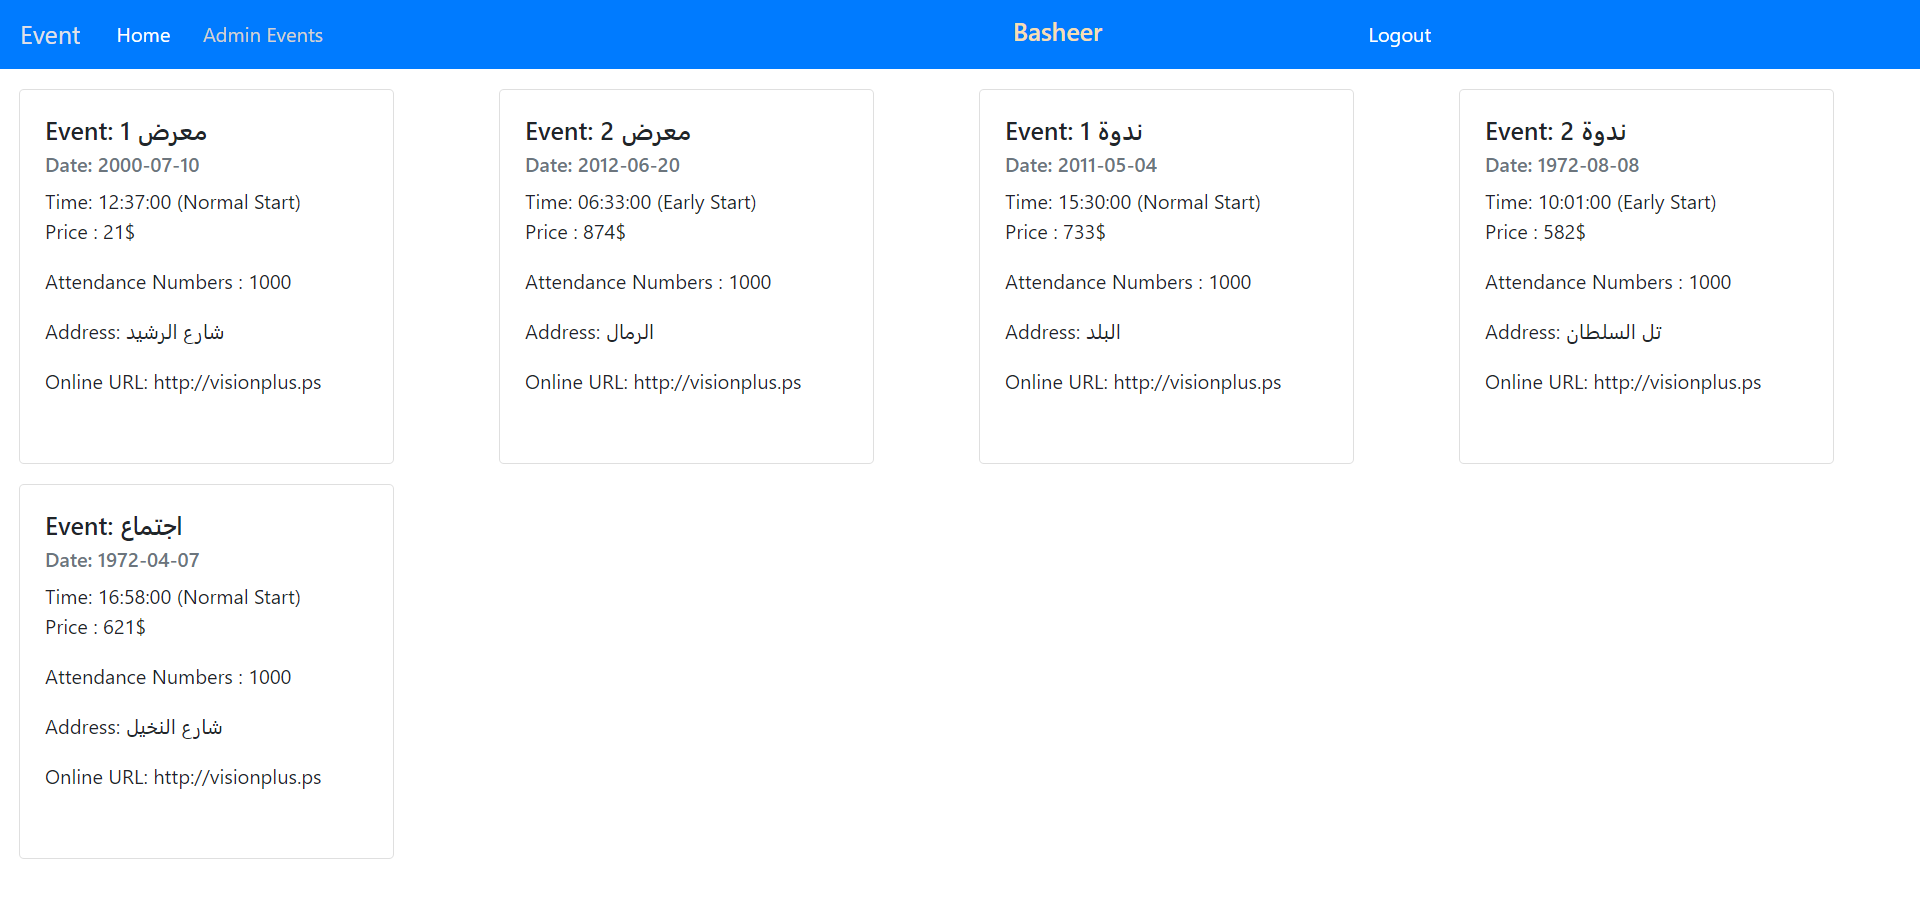 Event Home Admin Events Basheer Logout
Event: معرض 1
Date: 2000-07-10
Time: 12:37:00 (Normal Start)
Price : 21$
Attendance Numbers : 1000
Address: شارع الرشيد
Online URL: http://visionplus.ps
Event: معرض 2
Date: 2012-06-20
Time: 06:33:00 (Early Start)
Price : 874$
Attendance Numbers : 1000
Address: الرمال
Online URL: http://visionplus.ps
Event: ندوة 1
Date: 2011-05-04
Time: 15:30:00 (Normal Start)
Price : 733$
Attendance Numbers : 1000
Address: البلد
Online URL: http://visionplus.ps
Event: ندوة 2
Date: 1972-08-08
Time: 10:01:00 (Early Start)
Price : 582$
Attendance Numbers : 1000
Address: تل السلطان
Online URL: http://visionplus.ps
Event: اجتماع
Date: 1972-04-07
Time: 16:58:00 (Normal Start)
Price : 621$
Attendance Numbers : 1000
Address: شارع النخيل
Online URL: http://visionplus.ps